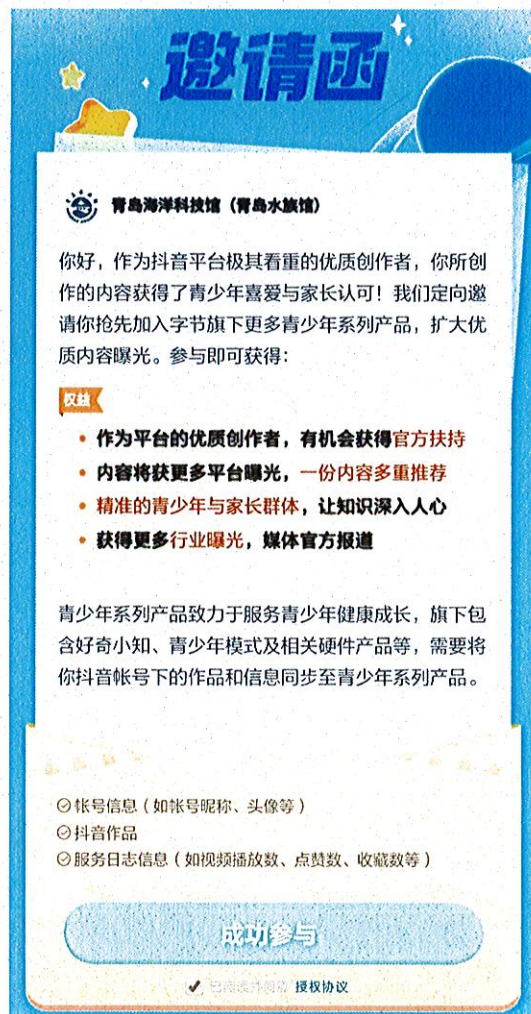 邀请函
青岛海洋科技馆（青岛水族馆）
你好，作为抖音平台极其看重的优质创作者，你所创
作的内容获得了青少年喜爱与家长认可！我们定向邀
请你抢先加入字节旗下更多青少年系列产品，扩大优
质内容曝光。参与即可获得：
权益
• 作为平台的优质创作者，有机会获得官方扶持
• 内容将获更多平台曝光，一份内容多重推荐
• 精准的青少年与家长群体，让知识深入人心
• 获得更多行业曝光，媒体官方报道
青少年系列产品致力于服务青少年健康成长，旗下包
含好奇小知、青少年模式及相关硬件产品等，需要将
你抖音帐号下的作品和信息同步至青少年系列产品。
帐号信息（如帐号昵称、头像等）
抖音作品
服务日志信息（如视频播放数、点赞数、收藏数等）
成功参与
授权协议